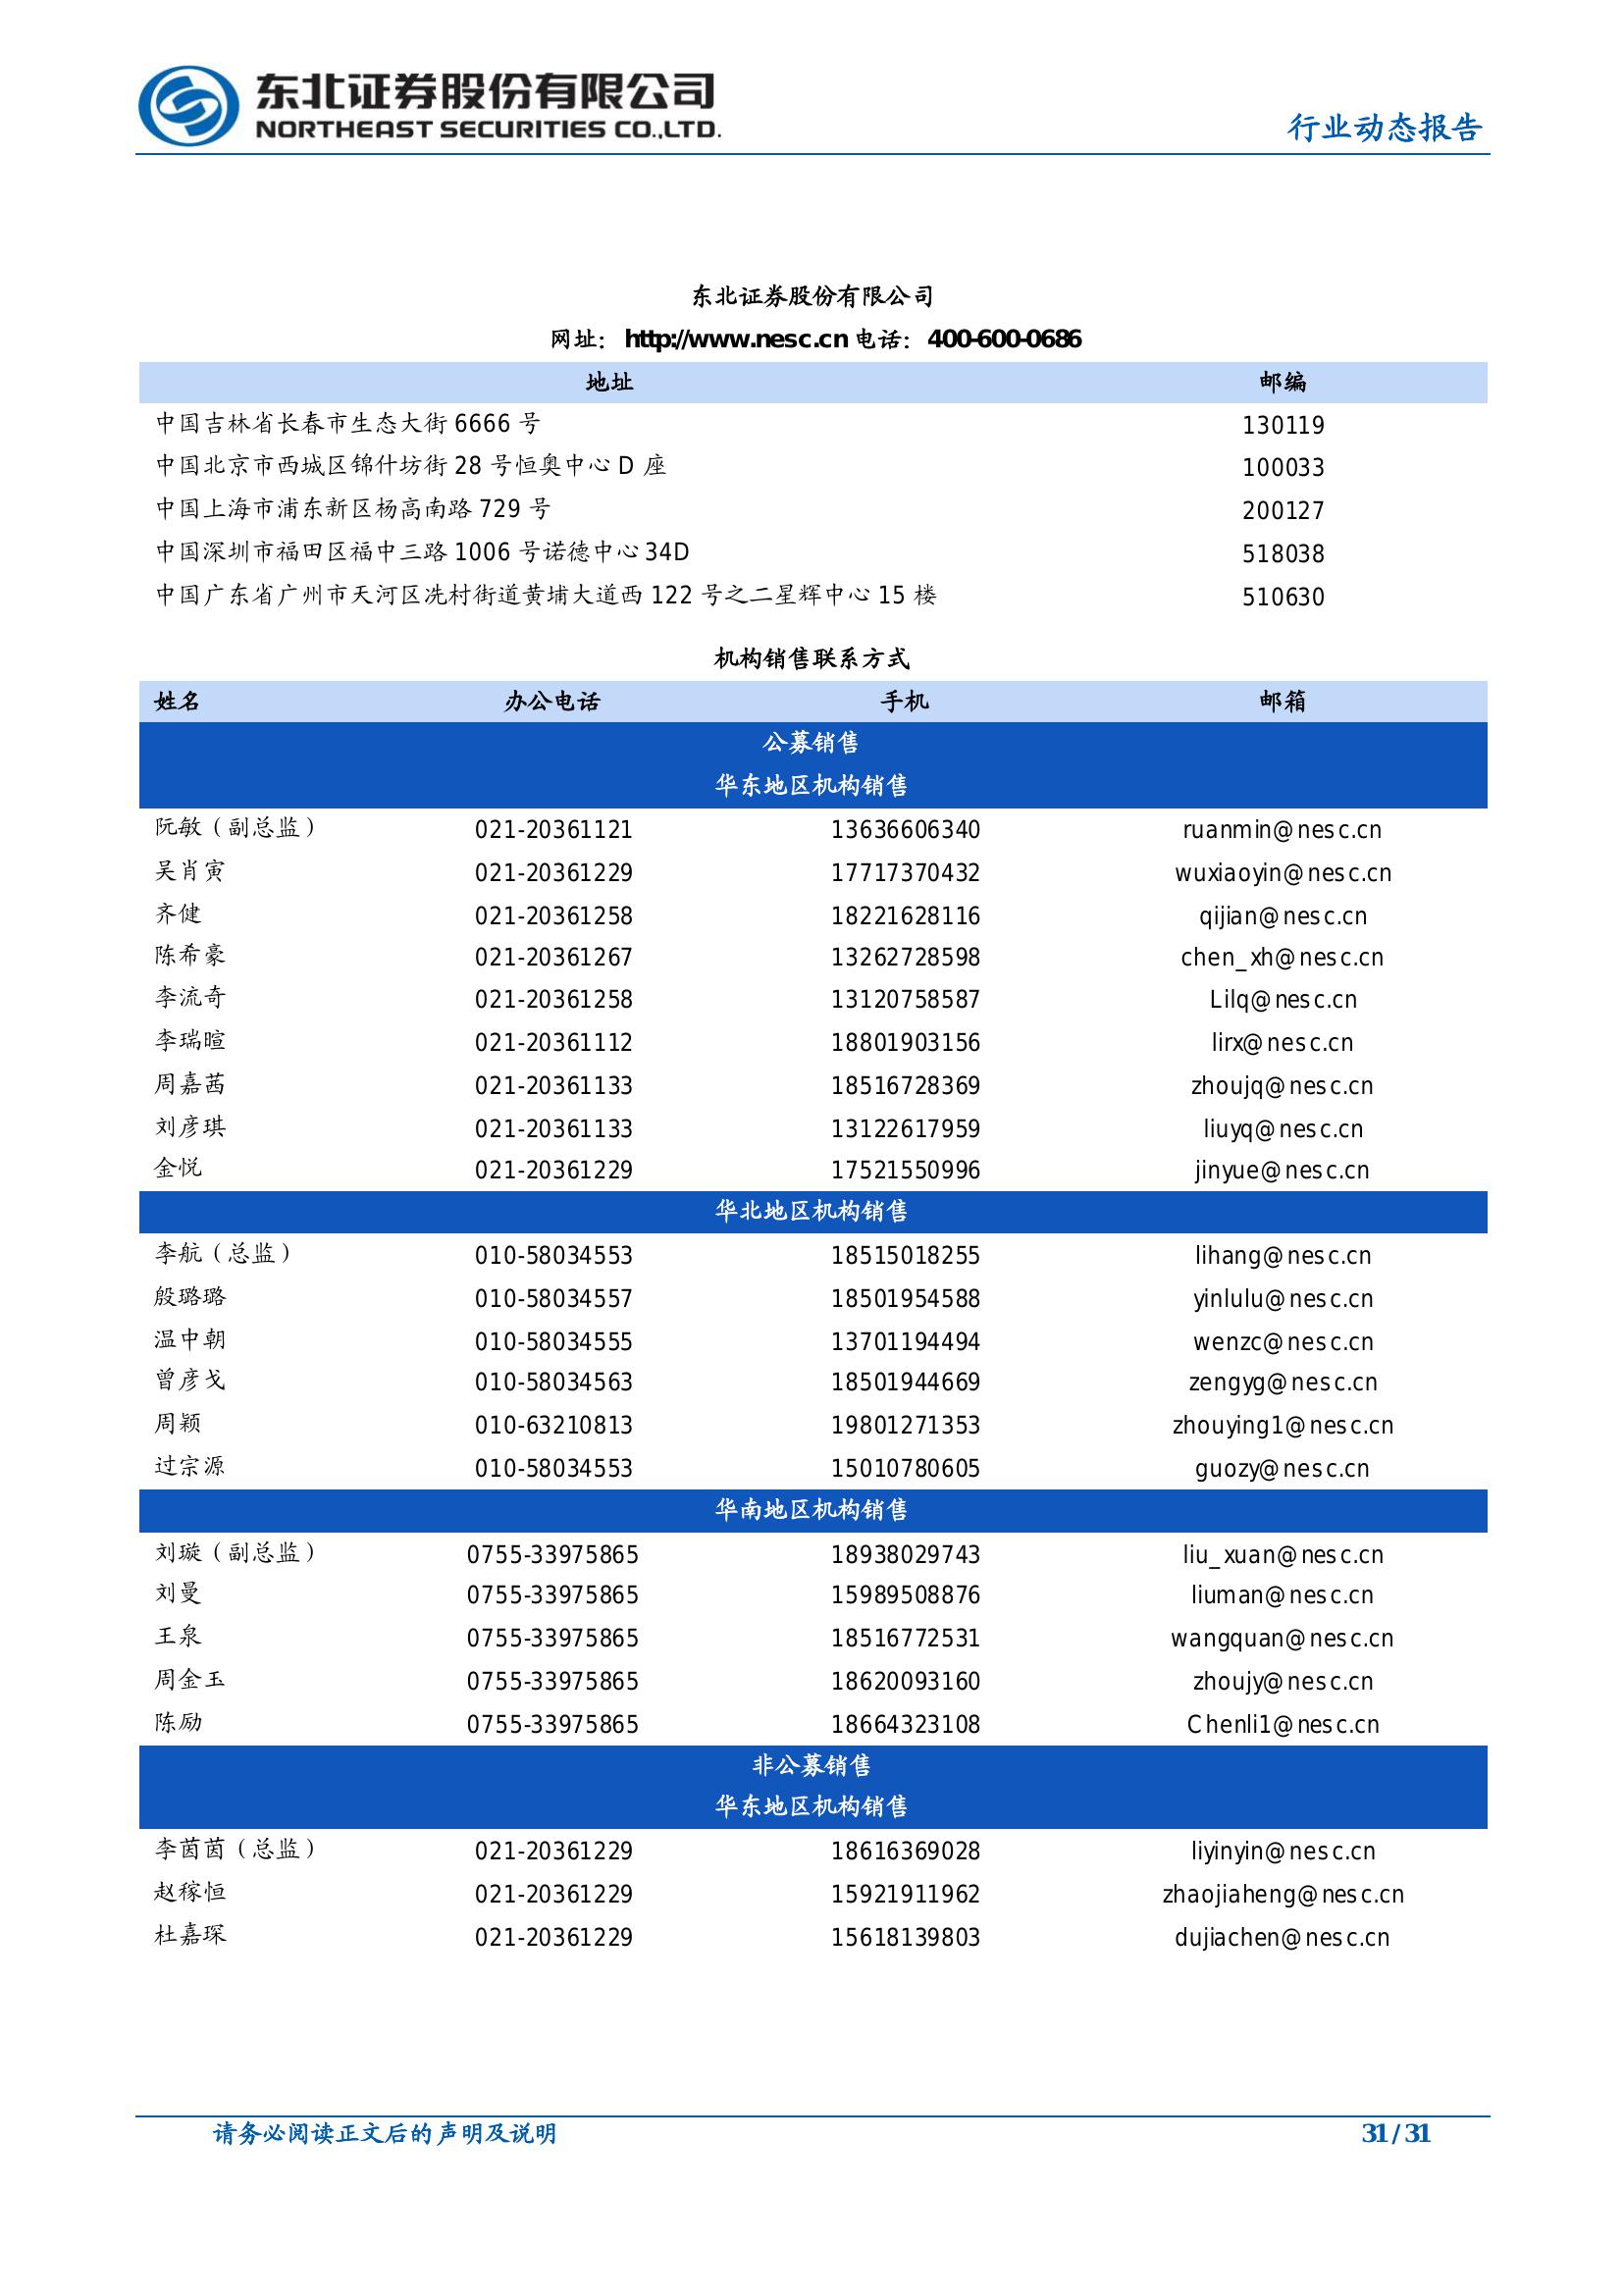 东北证券股份有限公司
NORTHEAST SECURITIES CO.,LTD.
行业动态报告
东北证券股份有限公司
网址：http://www.nesc.cn 电话：400-600-0686
地址 邮编
中国吉林省长春市生态大街 6666 号 130119
中国北京市西城区锦什坊街 28 号恒奥中心 D 座 100033
中国上海市浦东新区杨高南路 729 号 200127
中国深圳市福田区福中三路 1006 号诺德中心 34D 518038
中国广东省广州市天河区冼村街道黄埔大道西 122 号之二星辉中心 15 楼 510630
机构销售联系方式
姓名 办公电话 手机 邮箱
公募销售
华东地区机构销售
阮敏（副总监） 021-20361121 13636606340 ruanmin@nesc.cn
吴肖寅 021-20361229 17717370432 wuxiaoyin@nesc.cn
齐健 021-20361258 18221628116 qijian@nesc.cn
陈希豪 021-20361267 13262728598 chen_xh@nesc.cn
李流奇 021-20361258 13120758587 Lilq@nesc.cn
李瑞暄 021-20361112 18801903156 lirx@nesc.cn
周嘉茜 021-20361133 18516728369 zhoujq@nesc.cn
刘彦琪 021-20361133 13122617959 liuyq@nesc.cn
金悦 021-20361229 17521550996 jinyue@nesc.cn
华北地区机构销售
李航（总监） 010-58034553 18515018255 lihang@nesc.cn
殷璐璐 010-58034557 18501954588 yinlulu@nesc.cn
温中朝 010-58034555 13701194494 wenzc@nesc.cn
曾彦戈 010-58034563 18501944669 zengyg@nesc.cn
周颖 010-63210813 19801271353 zhouying1@nesc.cn
过宗源 010-58034553 15010780605 guozy@nesc.cn
华南地区机构销售
刘璇（副总监） 0755-33975865 18938029743 liu_xuan@nesc.cn
刘曼 0755-33975865 15989508876 liuman@nesc.cn
王泉 0755-33975865 18516772531 wangquan@nesc.cn
周金玉 0755-33975865 18620093160 zhoujy@nesc.cn
陈励 0755-33975865 18664323108 Chenli1@nesc.cn
非公募销售
华东地区机构销售
李茵茵（总监） 021-20361229 18616369028 liyinyin@nesc.cn
赵稼恒 021-20361229 15921911962 zhaojiaheng@nesc.cn
杜嘉琛 021-20361229 15618139803 dujiachen@nesc.cn
请务必阅读正文后的声明及说明 31 / 31